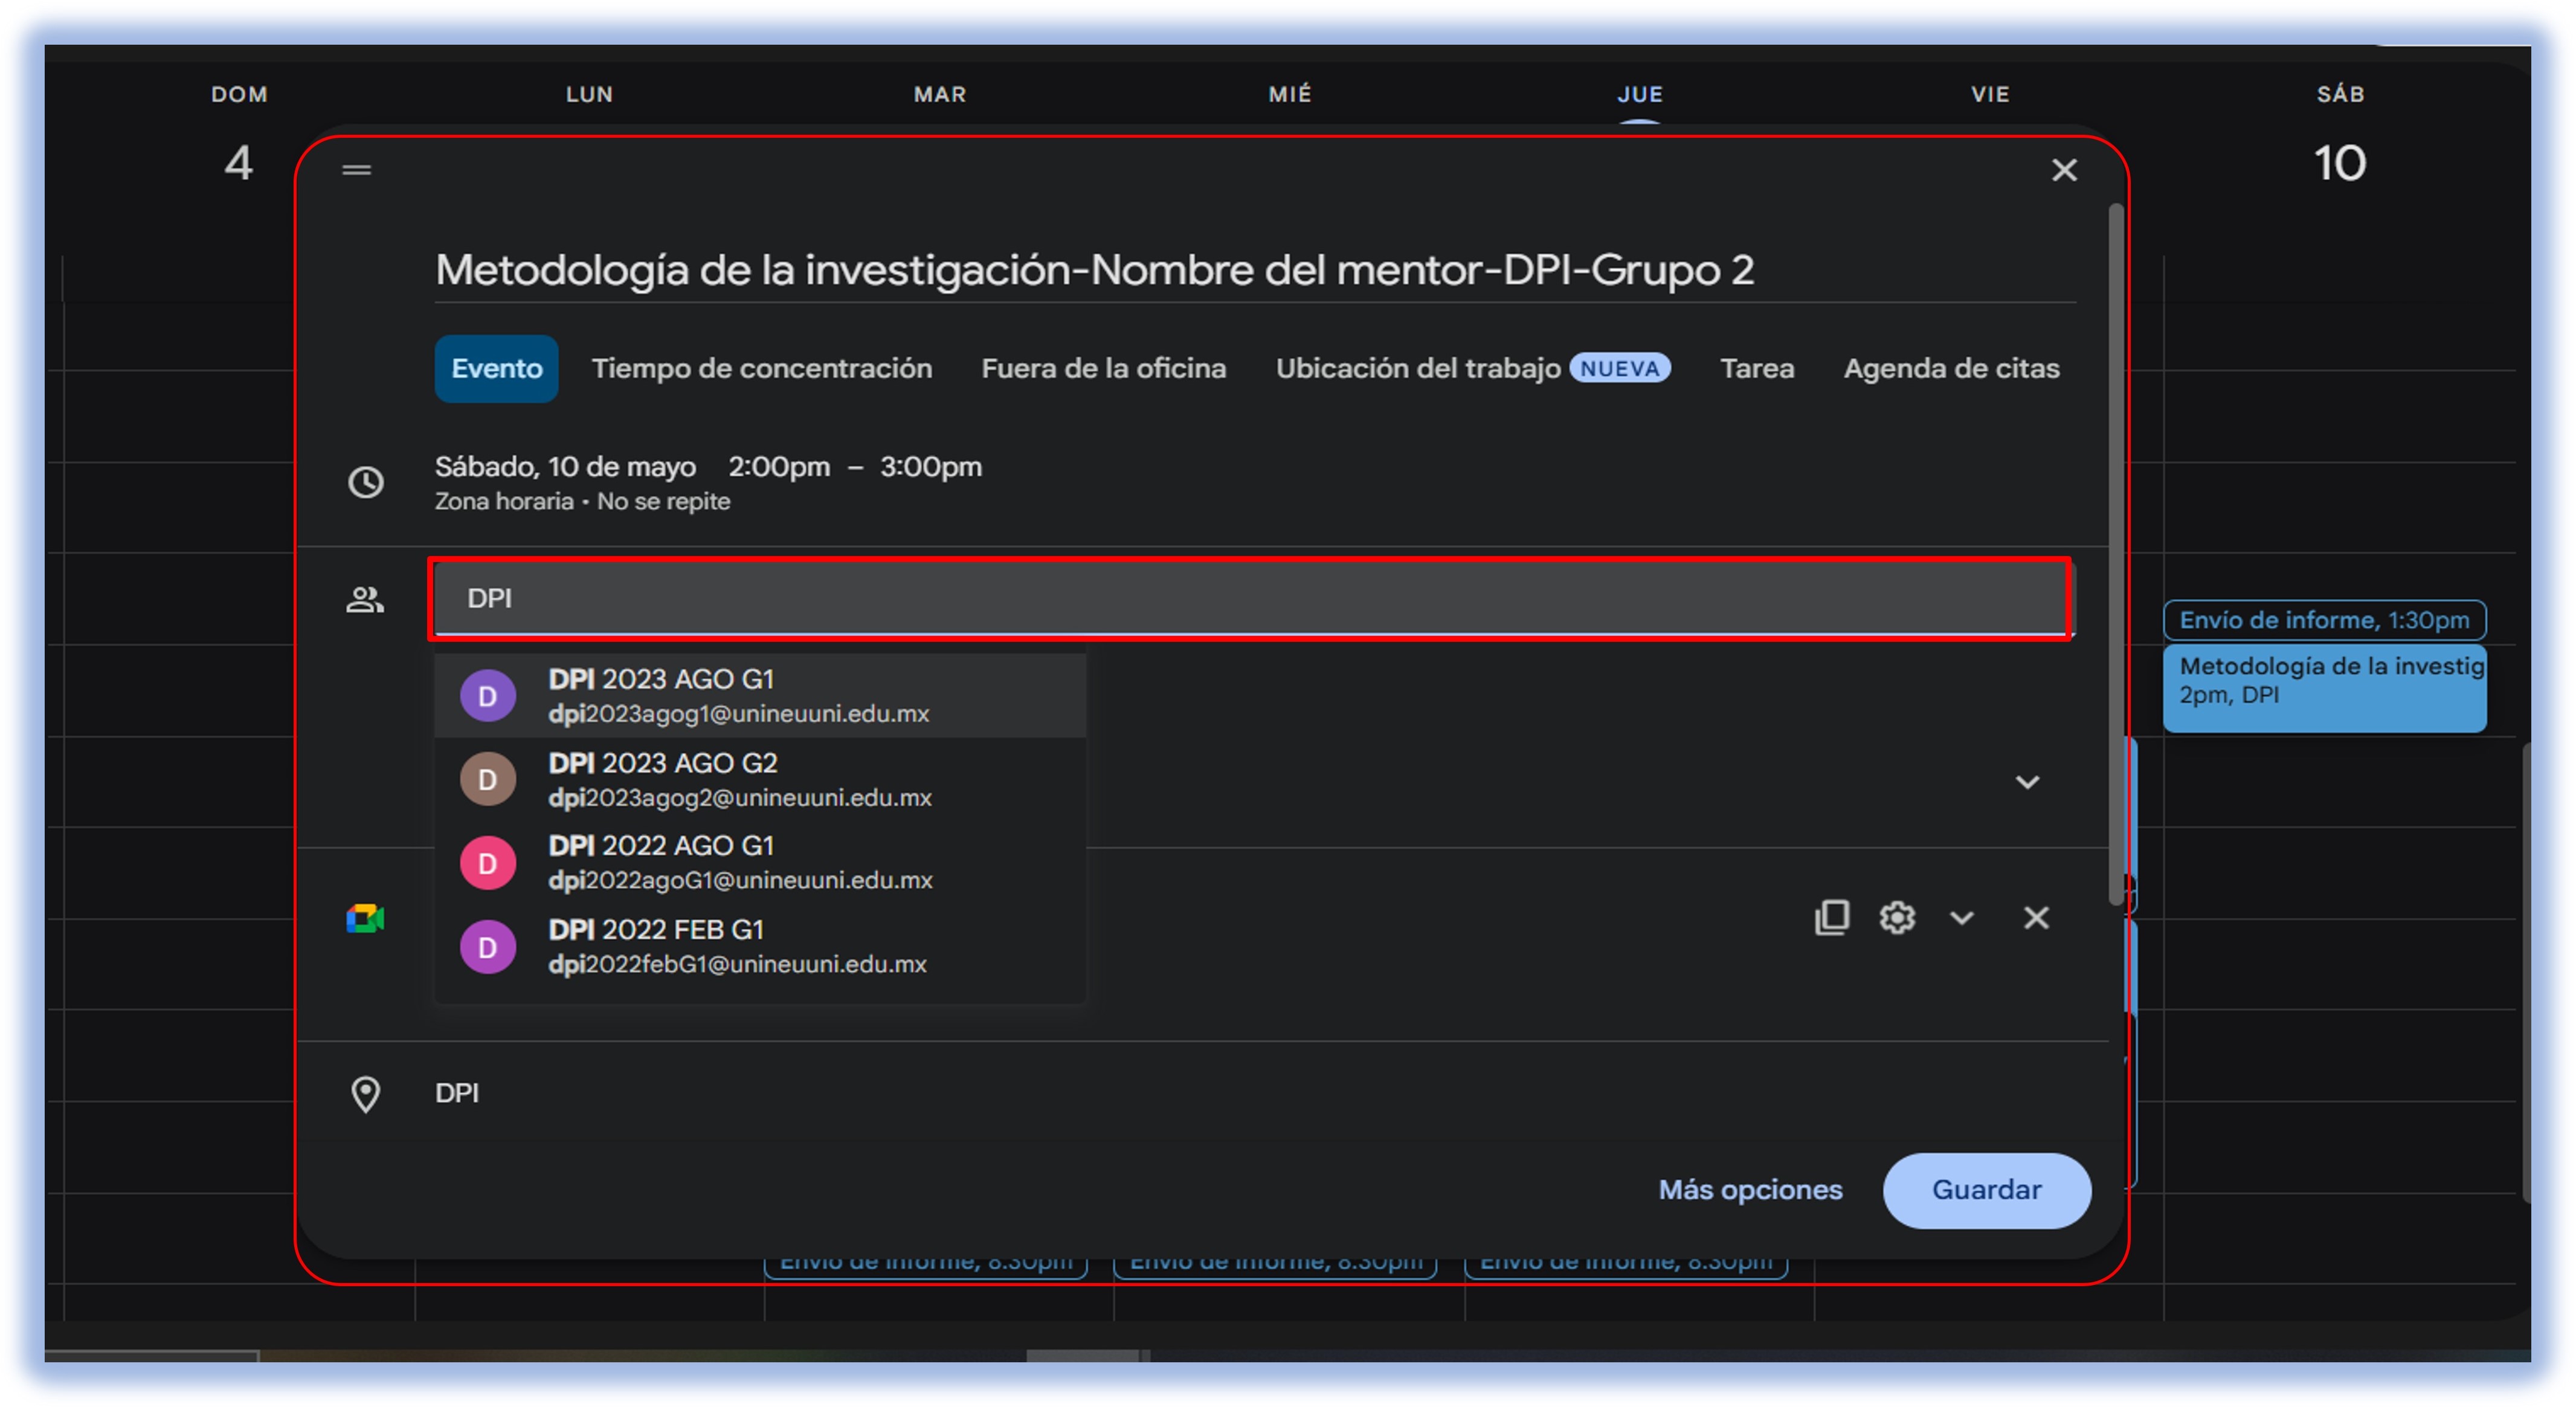 DOM LUN MAR MIÉ JUE VIE SÁB
4 10
Metodología de la investigación-Nombre del mentor-DPI-Grupo 2
Evento Tiempo de concentración Fuera de la oficina Ubicación del trabajo NUEVA Tarea Agenda de citas
Sábado, 10 de mayo 2:00pm – 3:00pm
Zona horaria • No se repite
DPI
Envío de informe, 1:30pm
Metodología de la investig
2pm, DPI
DPI 2023 AGO G1
dpi2023agog1@unineuuni.edu.mx
DPI 2023 AGO G2
dpi2023agog2@unineuuni.edu.mx
DPI 2022 AGO G1
dpi2022agoG1@unineuuni.edu.mx
DPI 2022 FEB G1
dpi2022febG1@unineuuni.edu.mx
DPI
Más opciones Guardar
Envío de informe, 8:30pm Envío de informe, 8:30pm Envío de informe, 8:30pm